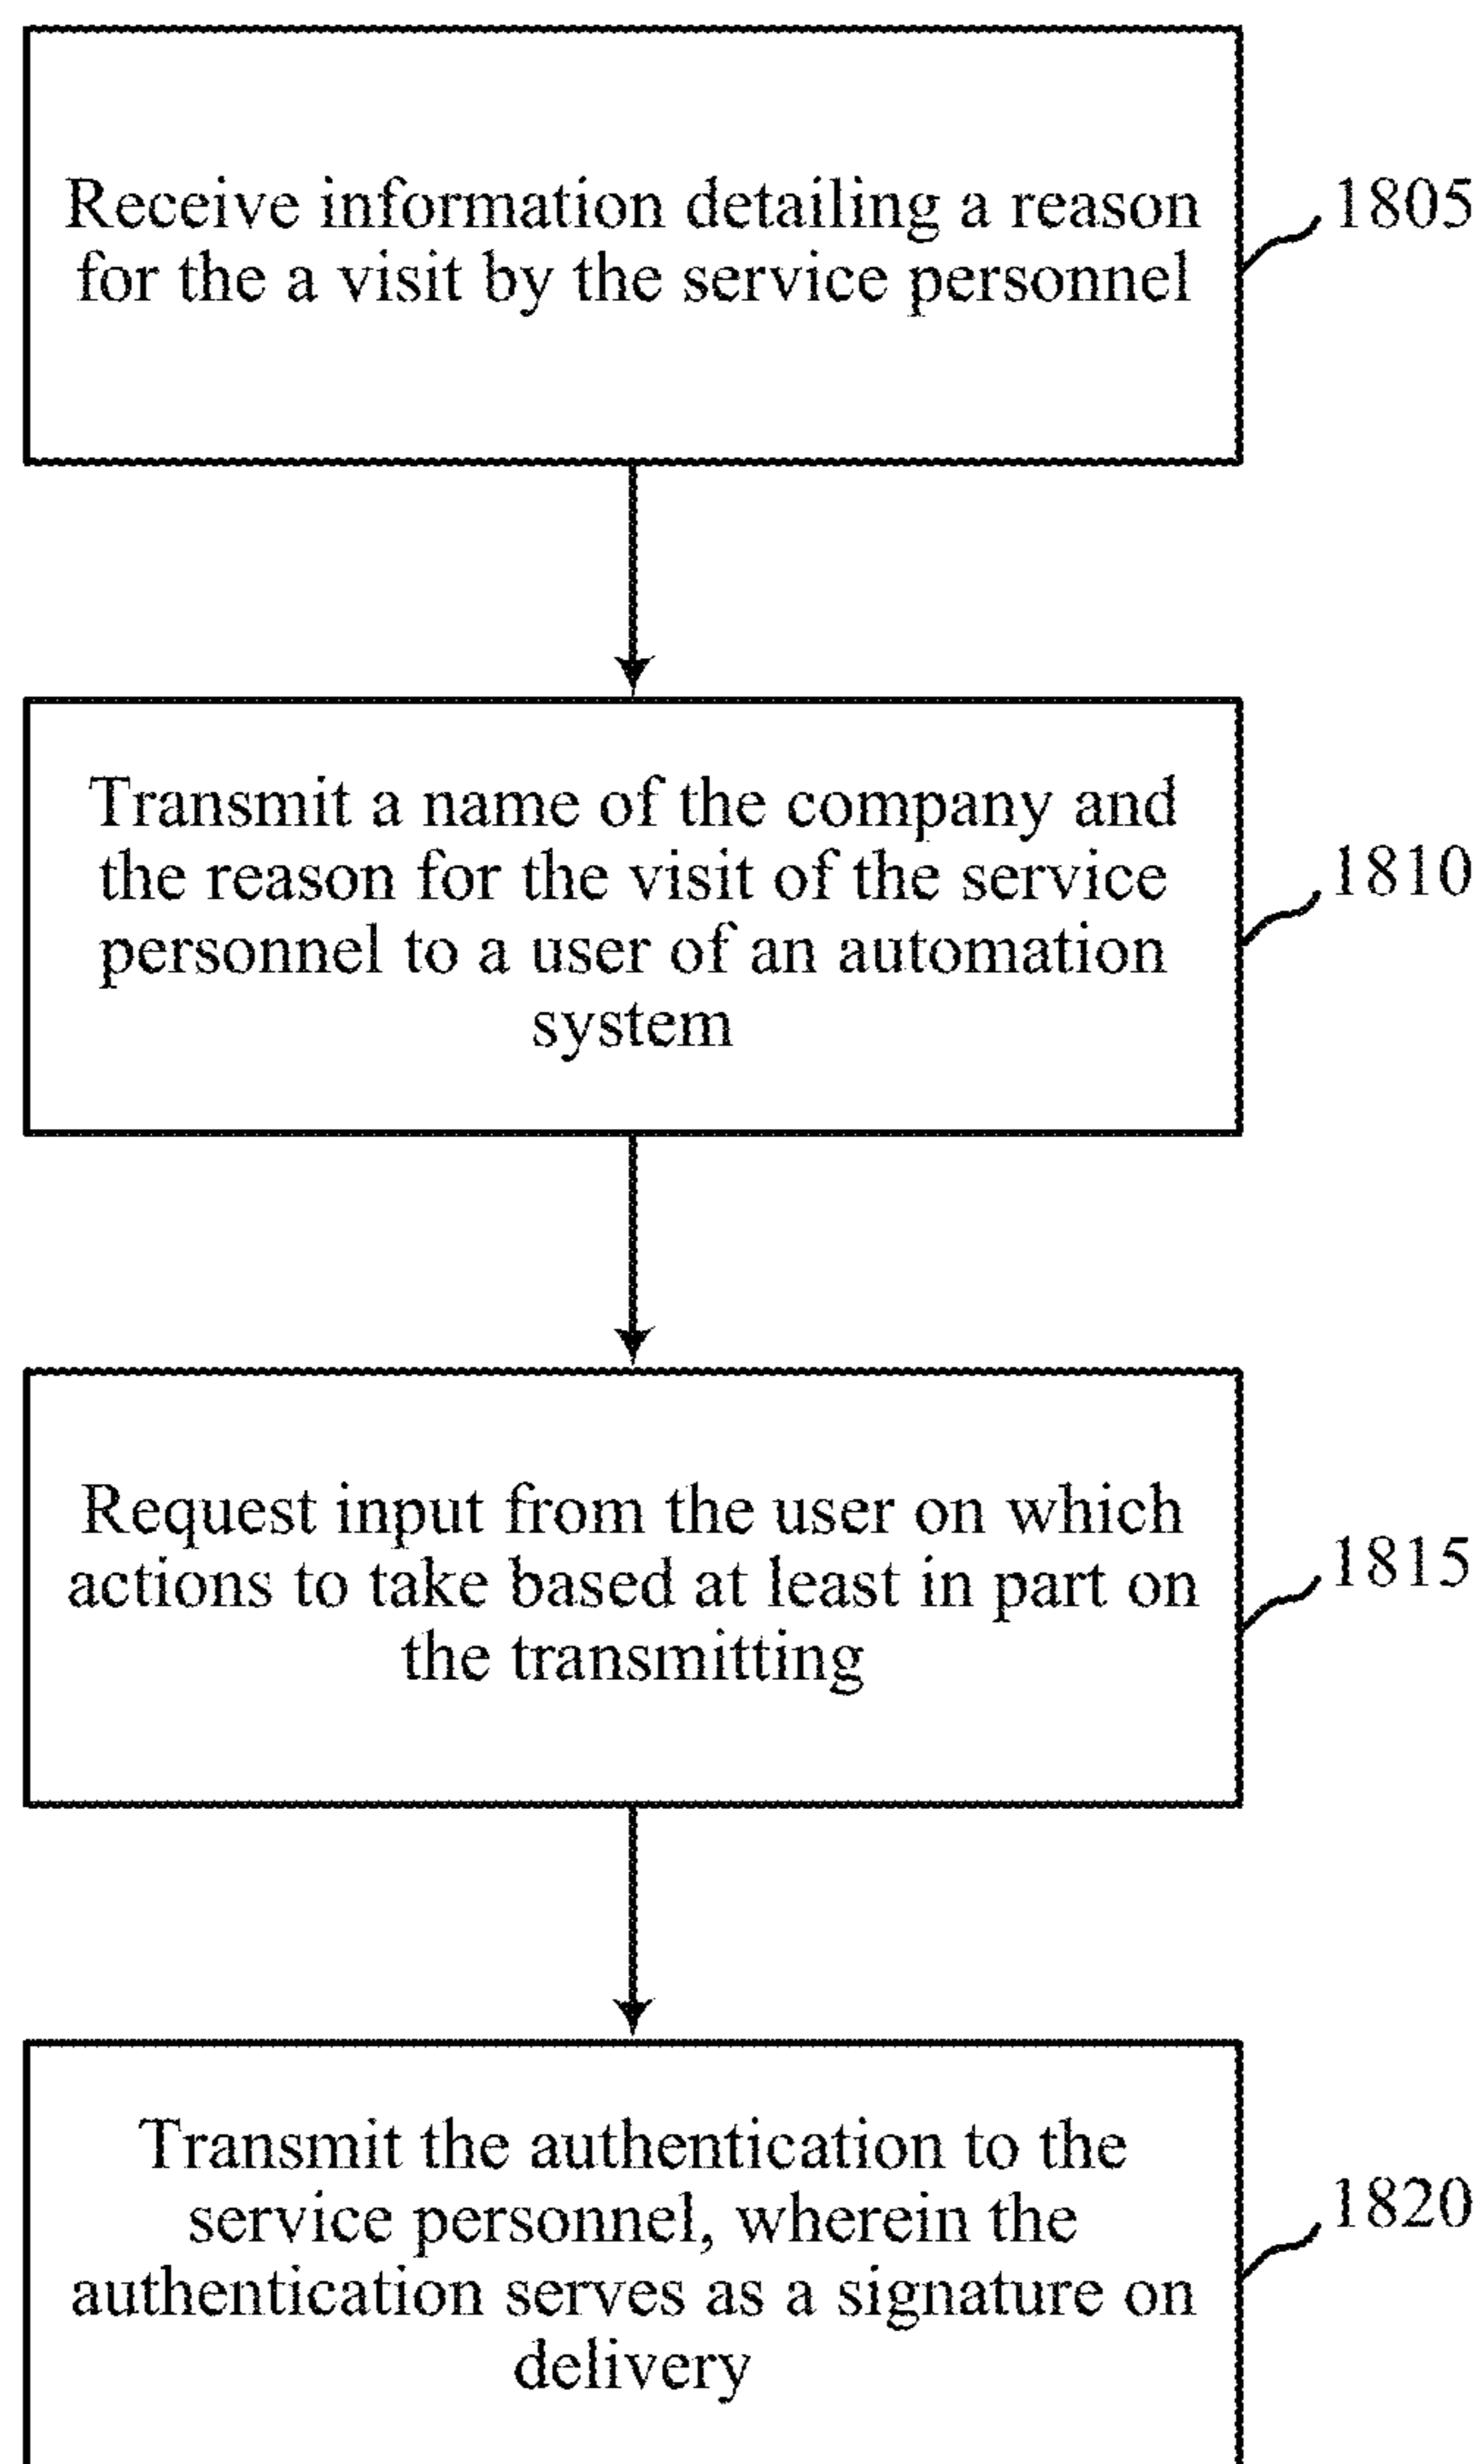 Receive information detailing a reason
for the a visit by the service personnel
1805
Transmit a name of the company and
the reason for the visit of the service
personnel to a user of an automation
system
1810
Request input from the user on which
actions to take based at least in part on
the transmitting
1815
Transmit the authentication to the
service personnel, wherein the
authentication serves as a signature on
delivery
1820